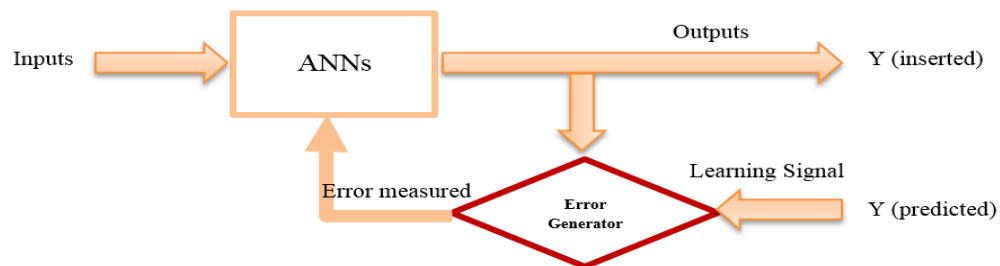 Outputs
Inputs
ANNs
Y (inserted)
Learning Signal
Error measured
Error
Generator
Y (predicted)